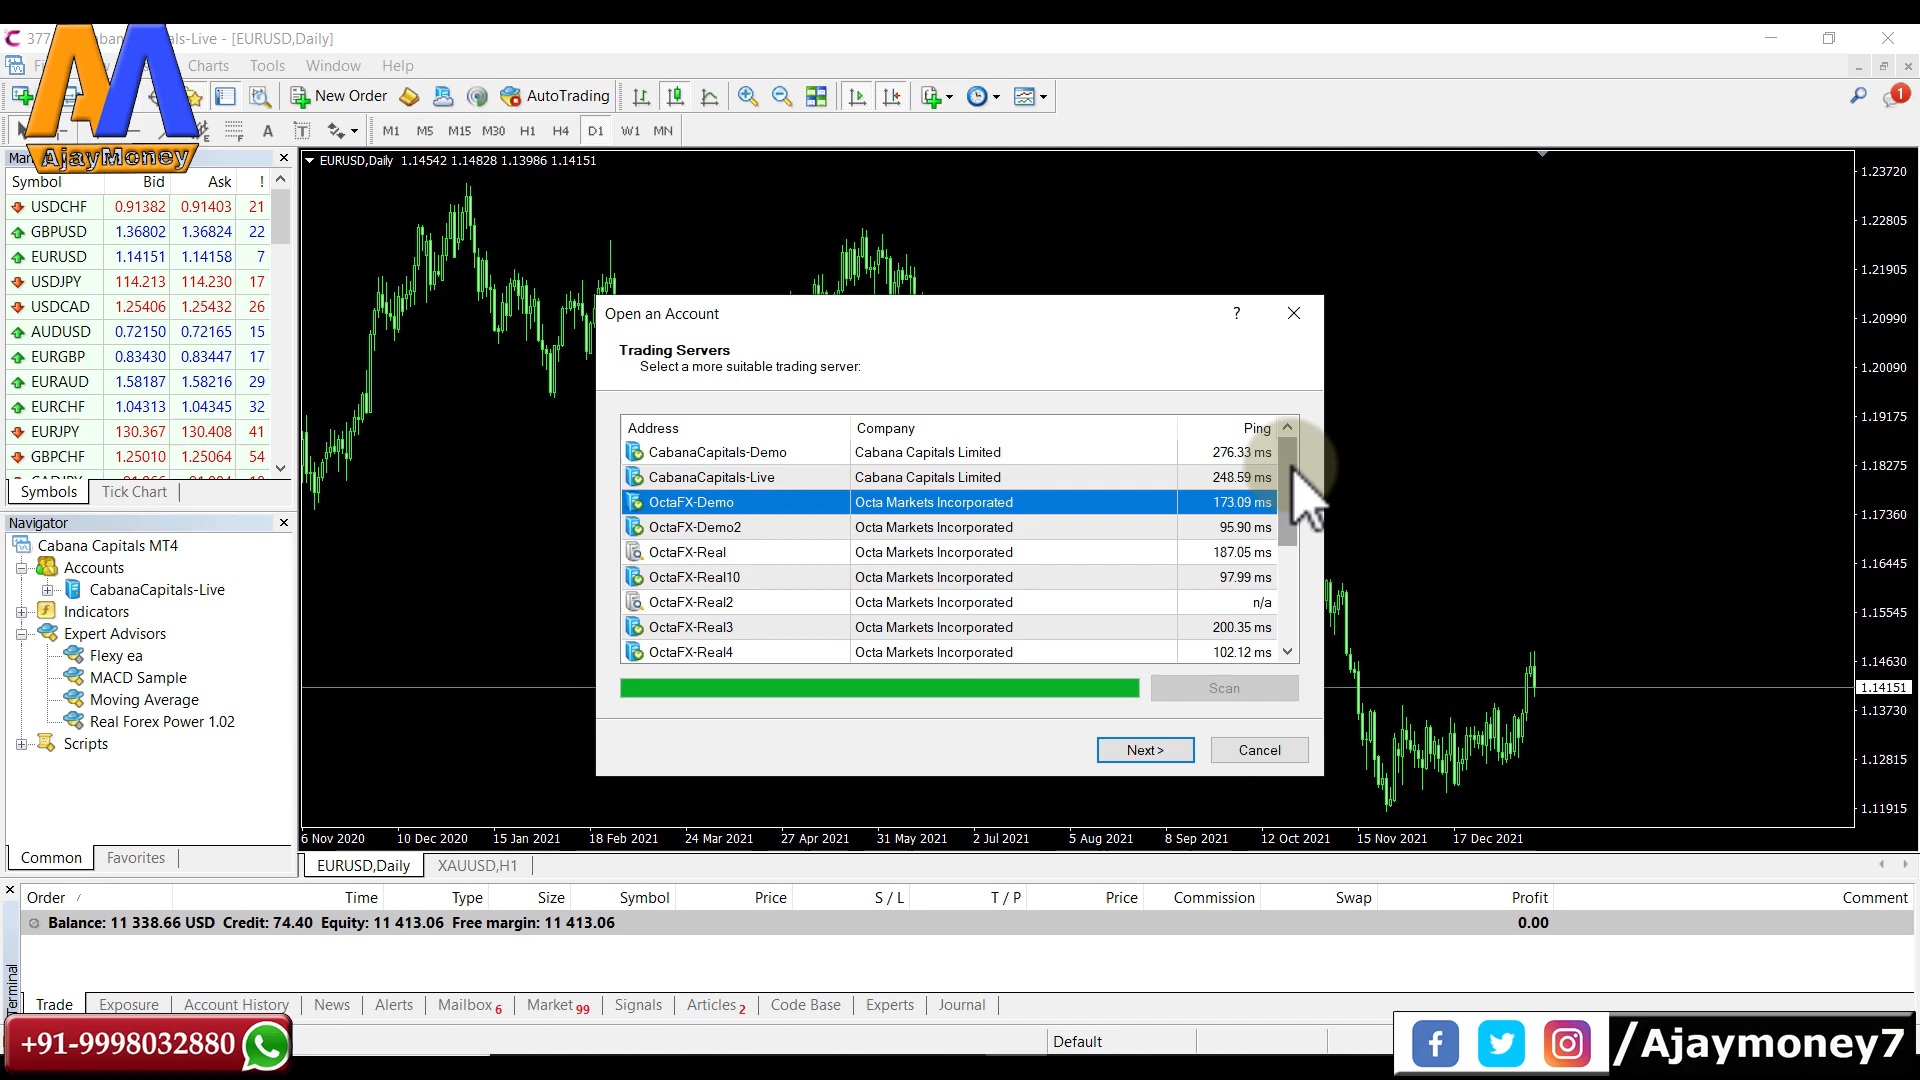 377
als-Live - [EURUSD,Daily]
Charts Tools Window Help
New Order AutoTrading
1
A T M1 M5 M15 M30 H1 H4 D1 W1 MN
AjayMoney
EURUSD,Daily 1.14542 1.14828 1.13986 1.14151
Symbol Bid Ask !
USDCHF 0.91382 0.91403 21
GBPUSD 1.36802 1.36824 22
EURUSD 1.14151 1.14158 7
USDJPY 114.213 114.230 17
USDCAD 1.25406 1.25432 26
AUDUSD 0.72150 0.72165 15
EURGBP 0.83430 0.83447 17
EURAUD 1.58187 1.58216 29
EURCHF 1.04313 1.04345 32
EURJPY 130.367 130.408 41
GBPCHF 1.25010 1.25064 54
Symbols Tick Chart
Navigator
Cabana Capitals MT4
Accounts
CabanaCapitals-Live
Indicators
Expert Advisors
Flexy ea
MACD Sample
Moving Average
Real Forex Power 1.02
Scripts
Common Favorites
Open an Account ?
Trading Servers
Select a more suitable trading server:
Address Company Ping
CabanaCapitals-Demo Cabana Capitals Limited 276.33 ms
CabanaCapitals-Live Cabana Capitals Limited 248.59 ms
OctaFX-Demo Octa Markets Incorporated 173.09 ms
OctaFX-Demo2 Octa Markets Incorporated 95.90 ms
OctaFX-Real Octa Markets Incorporated 187.05 ms
OctaFX-Real10 Octa Markets Incorporated 97.99 ms
OctaFX-Real2 Octa Markets Incorporated n/a
OctaFX-Real3 Octa Markets Incorporated 200.35 ms
OctaFX-Real4 Octa Markets Incorporated 102.12 ms
Scan
Next > Cancel
1.23720
1.22805
1.21905
1.20990
1.20090
1.19175
1.18275
1.17360
1.16445
1.15545
1.14630
1.14151
1.13730
1.12815
1.11915
6 Nov 2020 10 Dec 2020 15 Jan 2021 18 Feb 2021 24 Mar 2021 27 Apr 2021 31 May 2021 2 Jul 2021 5 Aug 2021 8 Sep 2021 12 Oct 2021 15 Nov 2021 17 Dec 2021
EURUSD,Daily XAUUSD,H1
Order / Time Type Size Symbol Price S / L T / P Price Commission Swap Profit Comment
Balance: 11 338.66 USD Credit: 74.40 Equity: 11 413.06 Free margin: 11 413.06 0.00
Terminal
Trade Exposure Account History News Alerts Mailbox 6 Market 99 Signals Articles 2 Code Base Experts Journal
+91-9998032880
Default
/Ajaymoney7